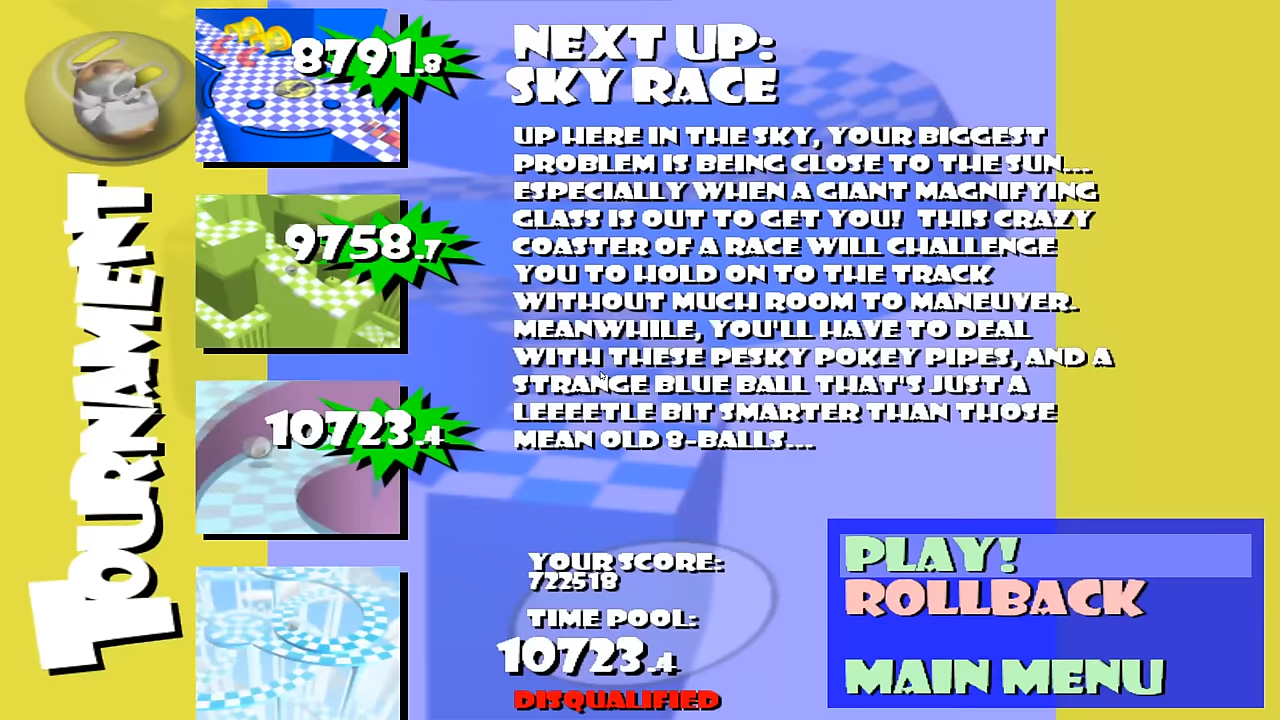 TOURNAMENT
8791.8
9758.7
10723.4
NEXT UP:
SKY RACE
UP HERE IN THE SKY, YOUR BIGGEST
PROBLEM IS BEING CLOSE TO THE SUN...
ESPECIALLY WHEN A GIANT MAGNIFYING
GLASS IS OUT TO GET YOU!  THIS CRAZY
COASTER OF A RACE WILL CHALLENGE
YOU TO HOLD ON TO THE TRACK
WITHOUT MUCH ROOM TO MANEUVER.
MEANWHILE, YOU'LL HAVE TO DEAL
WITH THESE PESKY POKEY PIPES, AND A
STRANGE BLUE BALL THAT'S JUST A
LEEEETLE BIT SMARTER THAN THOSE
MEAN OLD 8-BALLS...
YOUR SCORE:
722518
TIME POOL:
10723.4
DISQUALIFIED
PLAY!
ROLLBACK
MAIN MENU